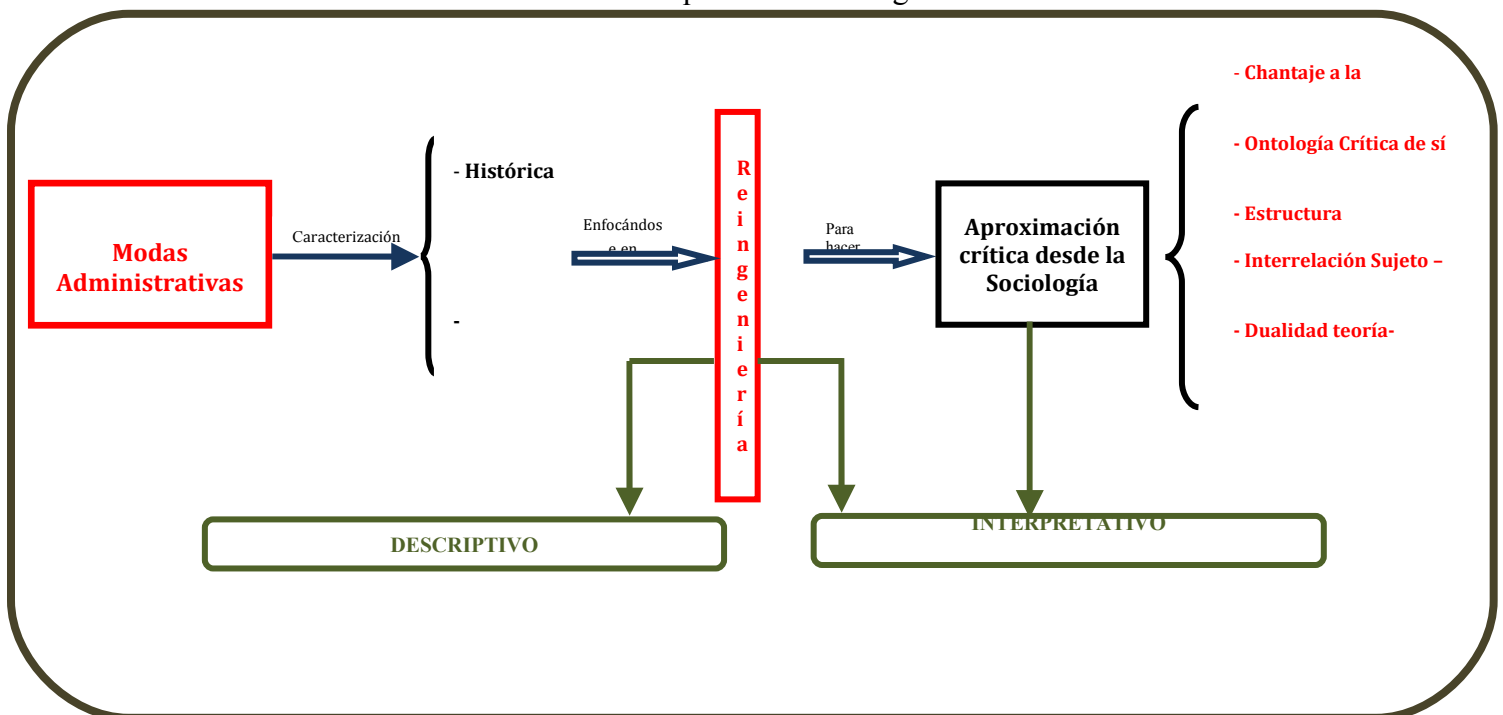 Modas
Administrativas
Caracterización
- Histórica
-
Enfocándos
e en
Reingeniería
Para
hacer
Aproximación
crítica desde la
Sociología
- Chantaje a la
- Ontología Crítica de sí
- Estructura
- Interrelación Sujeto –
- Dualidad teoría-
DESCRIPTIVO
INTERPRETATIVO